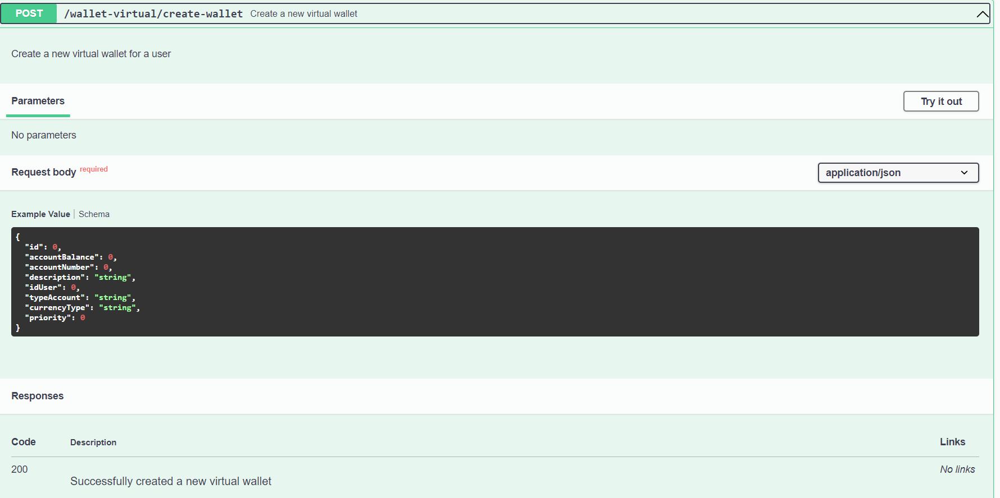 POST /wallet-virtual/create-wallet Create a new virtual wallet
Create a new virtual wallet for a user
Parameters
Try it out
No parameters
Request body required
application/json
Example Value | Schema
{
  "id": 0,
  "accountBalance": 0,
  "accountNumber": 0,
  "description": "string",
  "idUser": 0,
  "typeAccount": "string",
  "currencyType": "string",
  "priority": 0
}
Responses
Code Description Links
200 No links
Successfully created a new virtual wallet